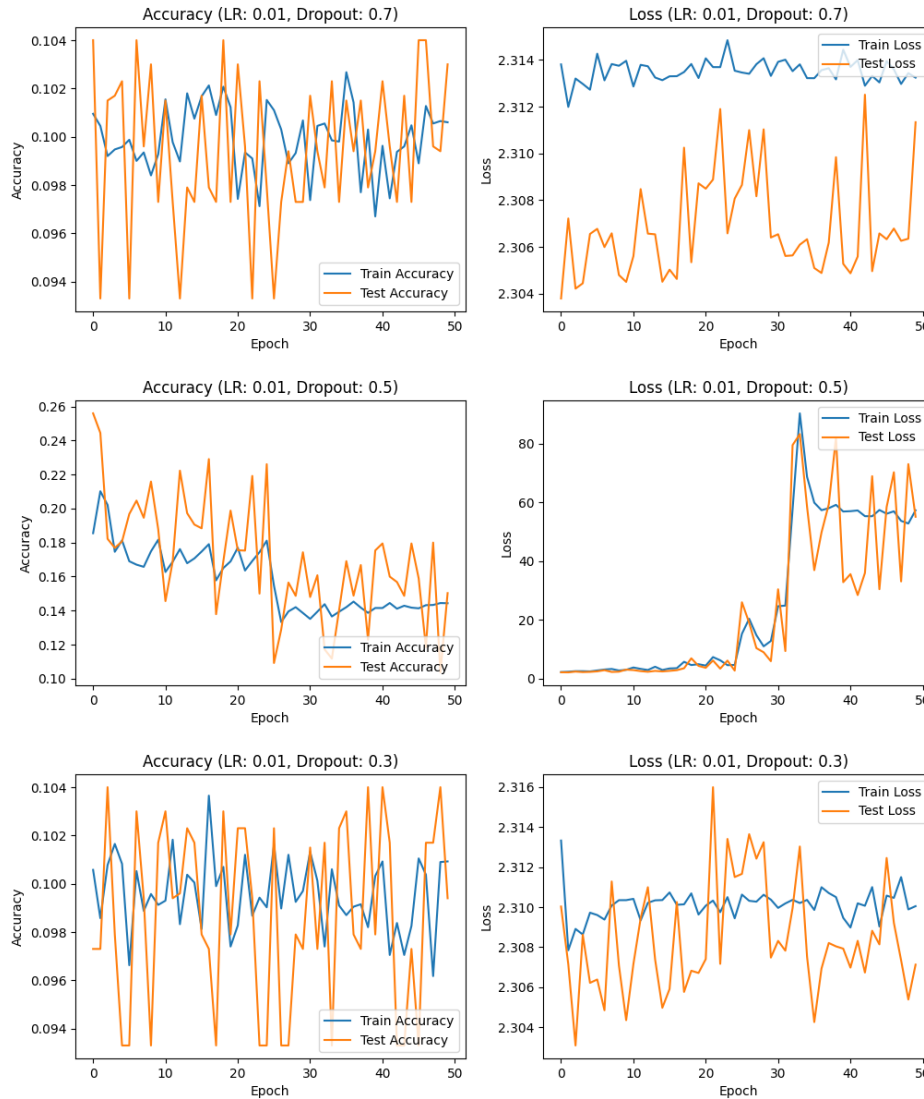 Accuracy (LR: 0.01, Dropout: 0.7)
0.104
0.102
0.100
0.098
0.096
0.094
Accuracy
Train Accuracy
Test Accuracy
0 10 20 30 40 50
Epoch
Loss (LR: 0.01, Dropout: 0.7)
2.314
2.312
2.310
2.308
2.306
2.304
Loss
Train Loss
Test Loss
0 10 20 30 40 50
Epoch
Accuracy (LR: 0.01, Dropout: 0.5)
0.26
0.24
0.22
0.20
0.18
0.16
0.14
0.12
0.10
Accuracy
Train Accuracy
Test Accuracy
0 10 20 30 40 50
Epoch
Loss (LR: 0.01, Dropout: 0.5)
80
60
40
20
0
Loss
Train Loss
Test Loss
0 10 20 30 40 50
Epoch
Accuracy (LR: 0.01, Dropout: 0.3)
0.104
0.102
0.100
0.098
0.096
0.094
Accuracy
Train Accuracy
Test Accuracy
0 10 20 30 40 50
Epoch
Loss (LR: 0.01, Dropout: 0.3)
2.316
2.314
2.312
2.310
2.308
2.306
2.304
Loss
Train Loss
Test Loss
0 10 20 30 40 50
Epoch